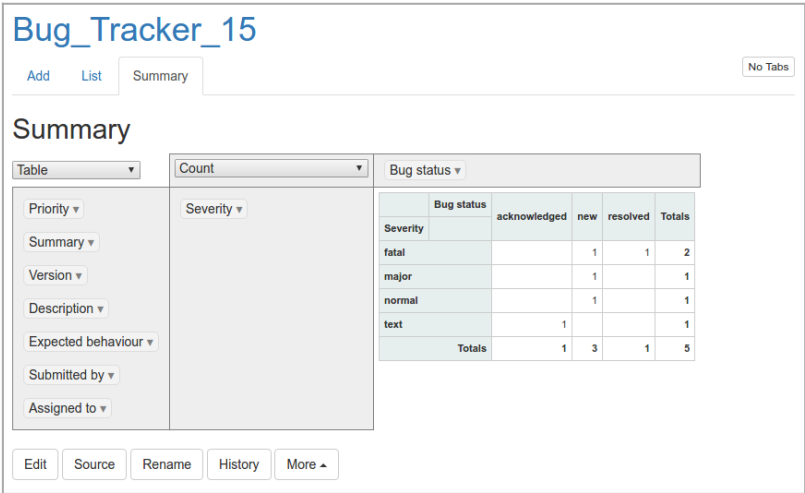 Bug_Tracker_15
Add List Summary No Tabs
Summary
Table Count Bug status
Priority
Summary
Version
Description
Expected behaviour
Submitted by
Assigned to
Severity
Bug status acknowledged new resolved Totals
Severity
fatal 1 1 2
major 1 1
normal 1 1
text 1 1
Totals 1 3 1 5
Edit Source Rename History More